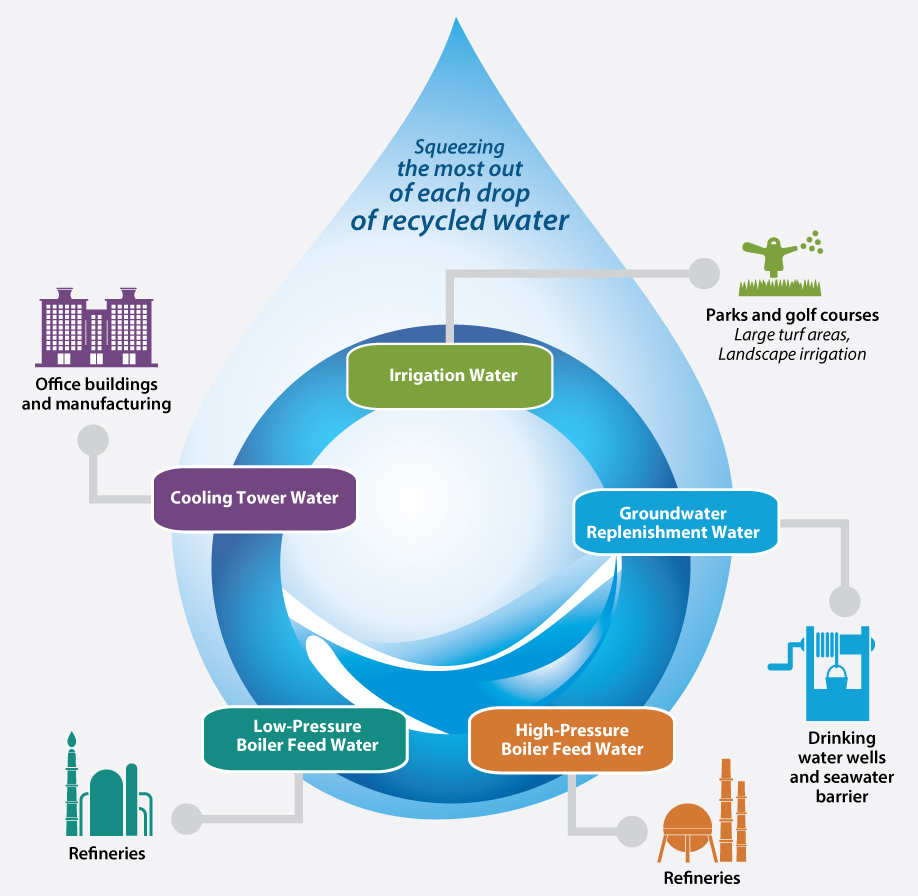 Squeezing
the most out
of each drop
of recycled water
Parks and golf courses
Large turf areas,
Landscape irrigation
Irrigation Water
Office buildings
and manufacturing
Cooling Tower Water
Groundwater
Replenishment Water
Low-Pressure
Boiler Feed Water
High-Pressure
Boiler Feed Water
Drinking
water wells
and seawater
barrier
Refineries
Refineries